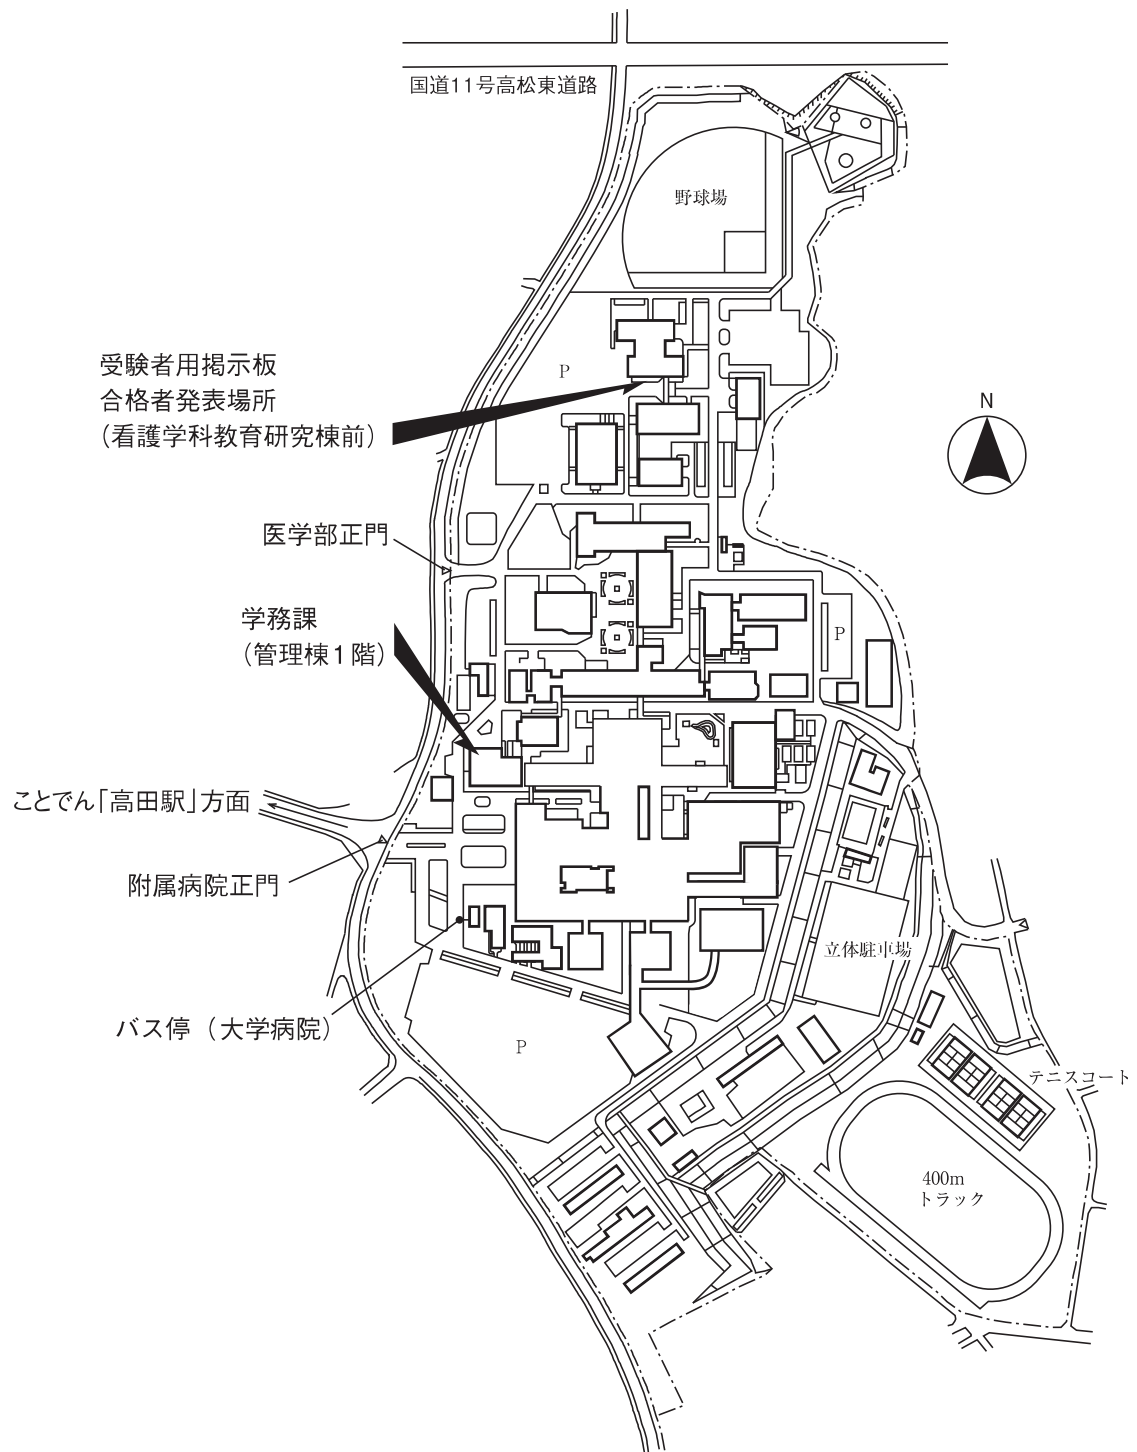 国道11号高松東道路
野球場
受験者用掲示板
合格者発表場所
（看護学科教育研究棟前）
P
N
医学部正門
学務課
（管理棟1階）
P
ことでん「高田駅」方面
附属病院正門
立体駐車場
バス停（大学病院）
P
テニスコート
400m
トラック